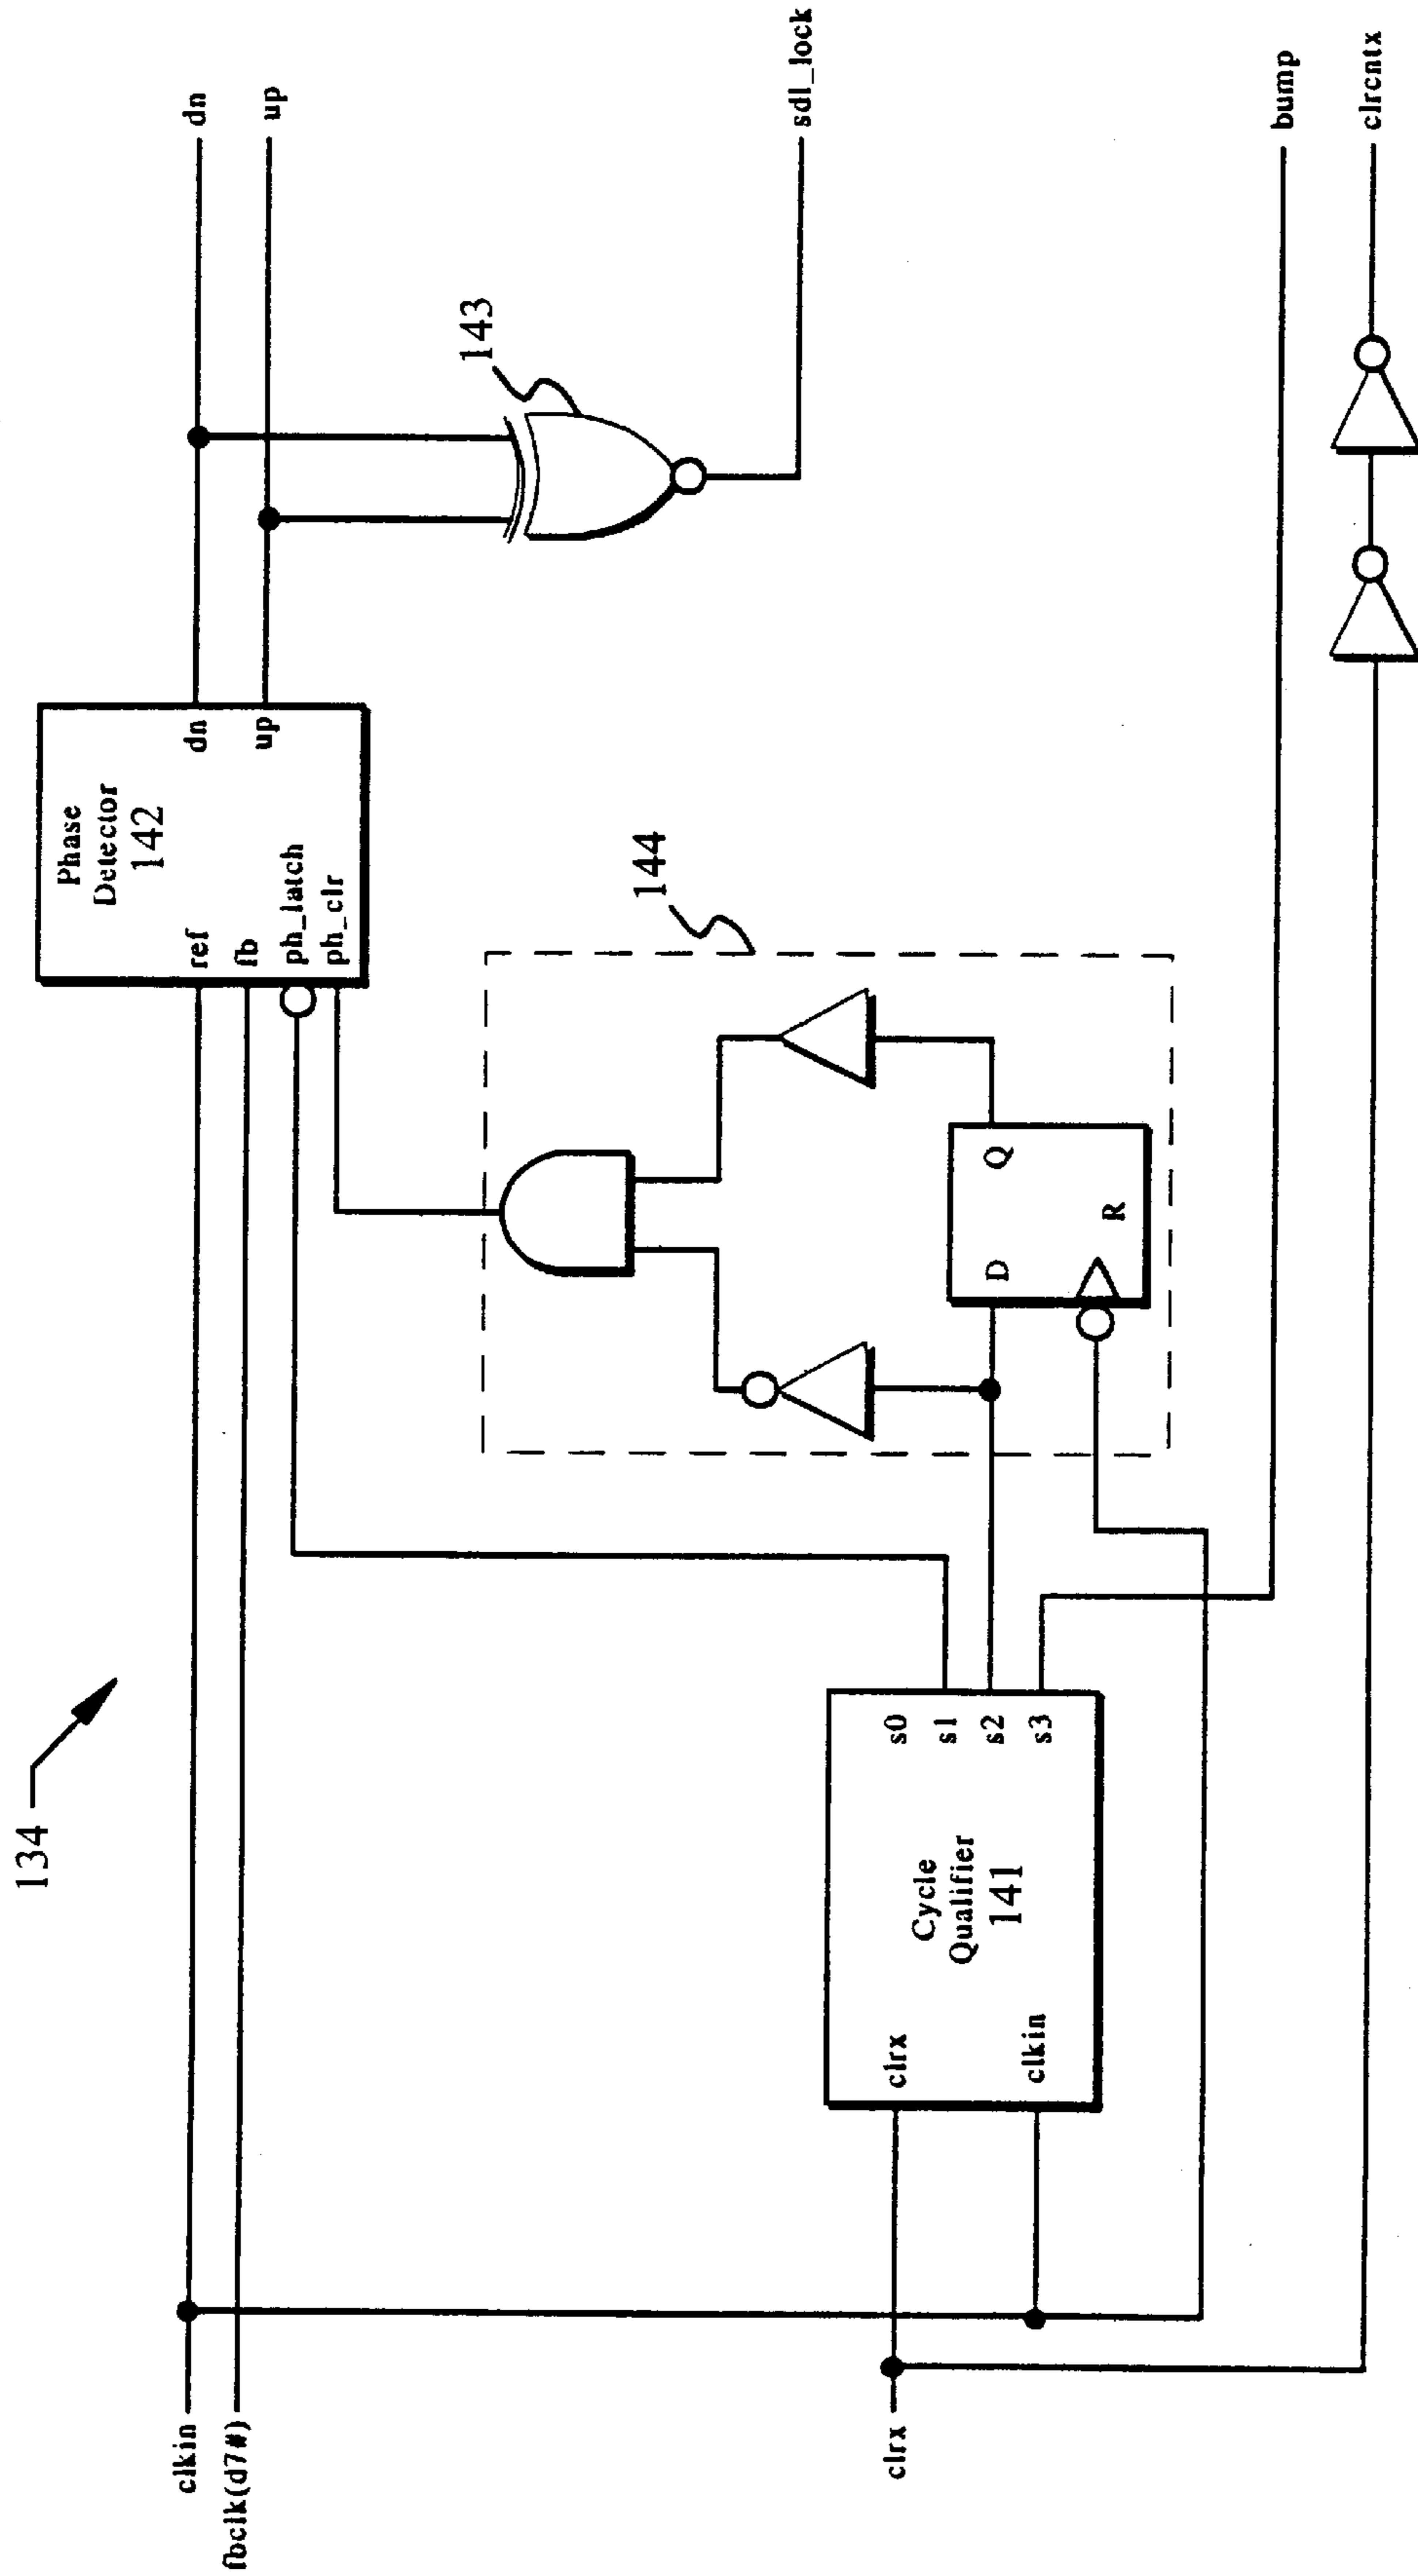 134
clkin
fbclk(d7#)
Phase
Detector
142
ref
fb
ph_latch
ph_clr
dn
up
dn
up
143
sdl_lock
144
D
Q
R
clrx
Cycle
Qualifier
141
clrx
clkin
s0
s1
s2
s3
bump
clrcntx